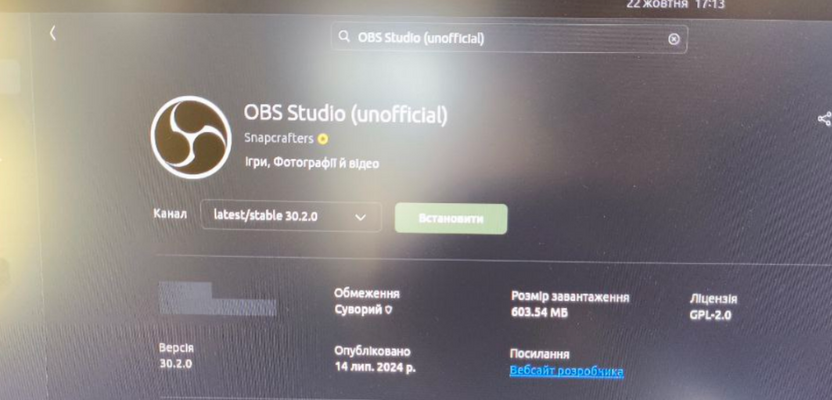 22 жовтня 17:13
OBS Studio (unofficial)
OBS Studio (unofficial)
Snapcrafters
Ігри, Фотографії й відео
Канал
latest/stable 30.2.0
Встановити
Обмеження
Суворий
Розмір завантаження
603.54 МБ
Ліцензія
GPL-2.0
Версія
30.2.0
Опубліковано
14 лип. 2024 р.
Посилання
Вебсайт розробника